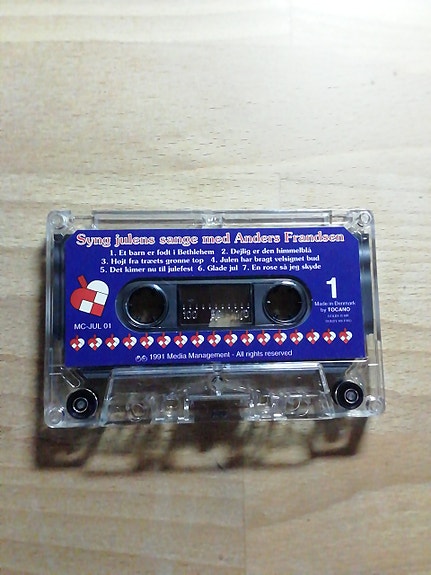 Syng julens sange med Anders Frandsen
1. Et barn er født i Bethlehem 2. Dejlig er den himmelblå
3. Højt fra træets grønne top 4. Julen har bragt velsignet bud
5. Det kimer nu til julefest 6. Glade jul 7. En rose så jeg skyde
1
Made in Denmark
by TOCANO
MC-JUL 01
℗© 1991 Media Management - All rights reserved